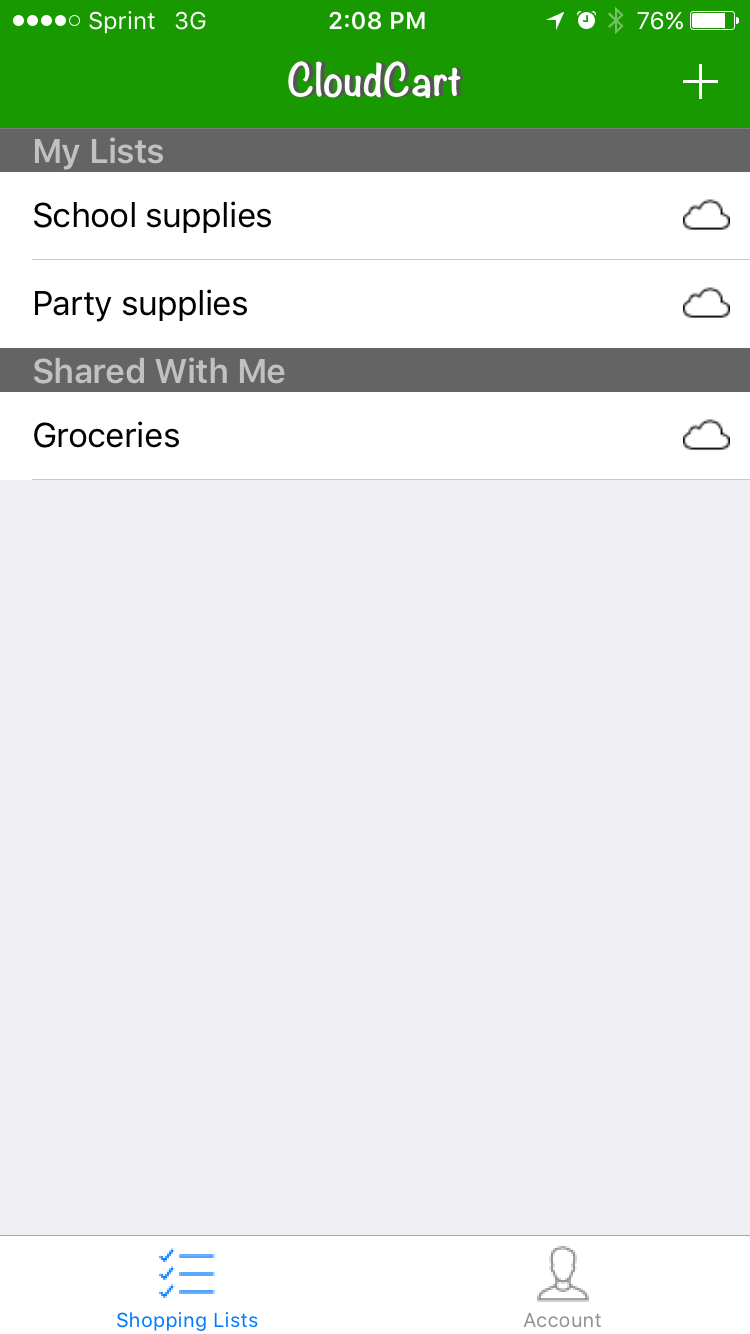 Sprint 3G 2:08 PM 76%
CloudCart
My Lists
School supplies
Party supplies
Shared With Me
Groceries
Shopping Lists Account